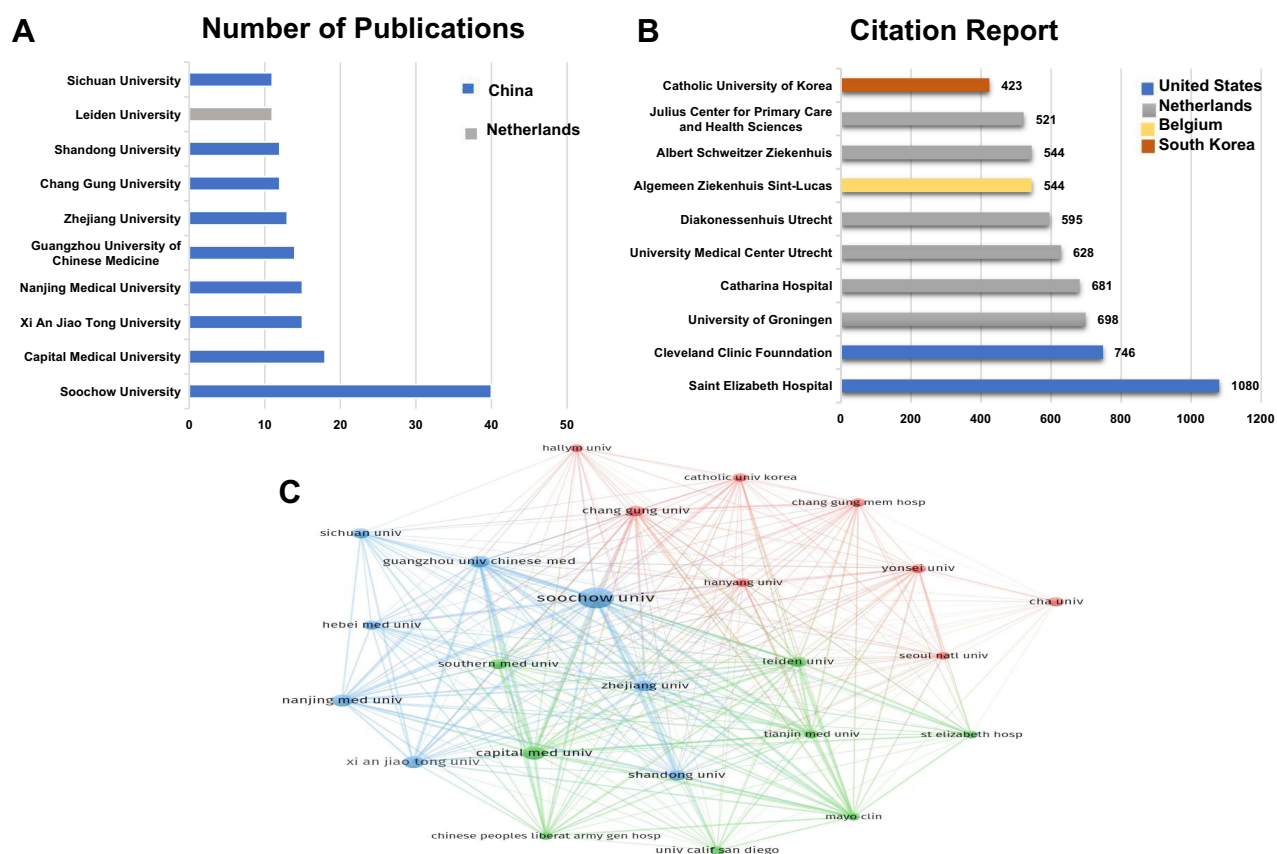 A
Number of Publications
Sichuan University
Leiden University
Shandong University
Chang Gung University
Zhejiang University
Guangzhou University of
Chinese Medicine
Nanjing Medical University
Xi An Jiao Tong University
Capital Medical University
Soochow University
China
Netherlands
0 10 20 30 40 50
B
Citation Report
Catholic University of Korea 423
Julius Center for Primary Care
and Health Sciences 521
Albert Schweitzer Ziekenhuis 544
Algemeen Ziekenhuis Sint-Lucas 544
Diakonessenhuis Utrecht 595
University Medical Center Utrecht 628
Catharina Hospital 681
University of Groningen 698
Cleveland Clinic Founndation 746
Saint Elizabeth Hospital 1080
United States
Netherlands
Belgium
South Korea
0 200 400 600 800 1000 1200
C
hallym univ
catholic univ korea
chang gung mem hosp
chang gung univ
sichuan univ
guangzhou univ chinese med
yonsei univ
hanyang univ
soochow univ
cha univ
hebei med univ
seoul natl univ
southern med univ
leiden univ
zhejiang univ
nanjing med univ
tianjin med univ
st elizabeth hosp
capital med univ
xi an jiao tong univ
shandong univ
mayo clin
chinese peoples liberat army gen hosp
univ calif san diego